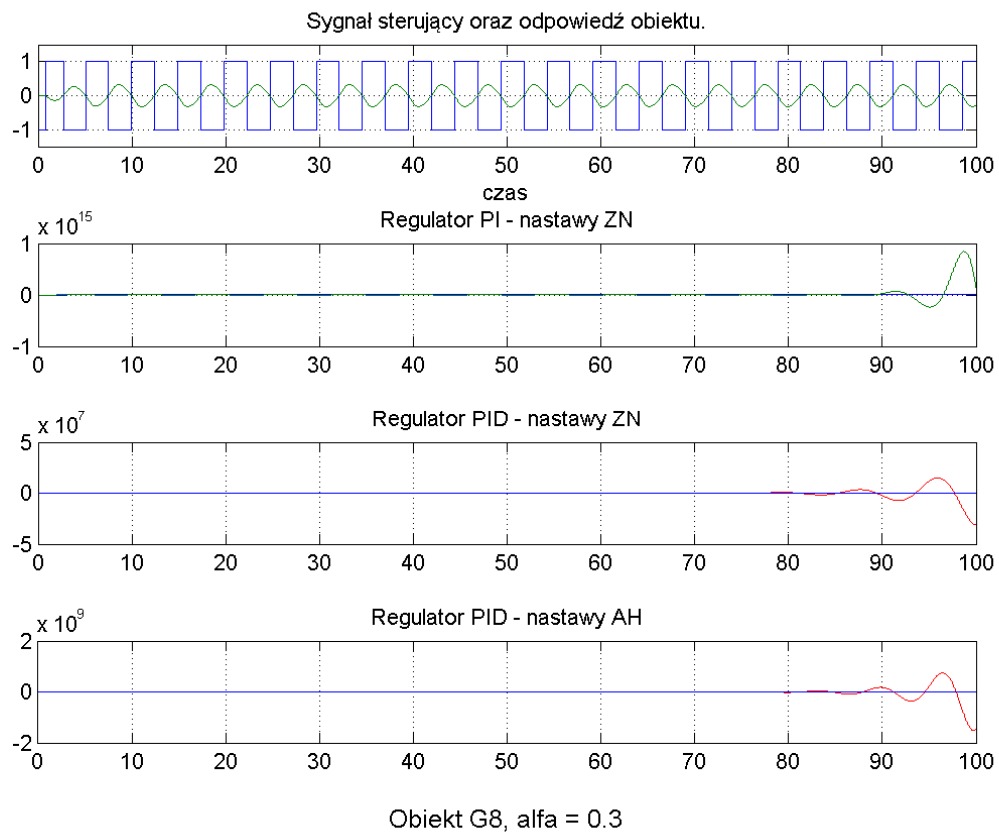 Sygnał sterujący oraz odpowiedź obiektu.
1
0
-1
0 10 20 30 40 50 60 70 80 90 100
czas
Regulator PI - nastawy ZN
x 10^15
1
0
-1
0 10 20 30 40 50 60 70 80 90 100
Regulator PID - nastawy ZN
x 10^7
5
0
-5
0 10 20 30 40 50 60 70 80 90 100
Regulator PID - nastawy AH
x 10^9
2
0
-2
0 10 20 30 40 50 60 70 80 90 100
Obiekt G8, alfa = 0.3